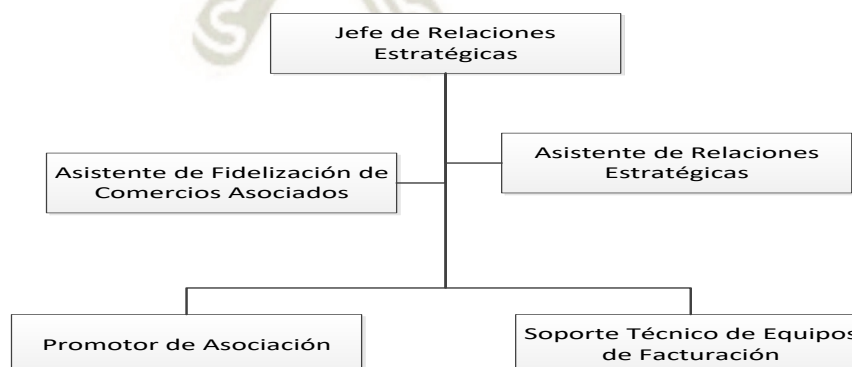 Jefe de Relaciones
Estratégicas
Asistente de Fidelización de
Comercios Asociados
Asistente de Relaciones
Estratégicas
Promotor de Asociación
Soporte Técnico de Equipos
de Facturación